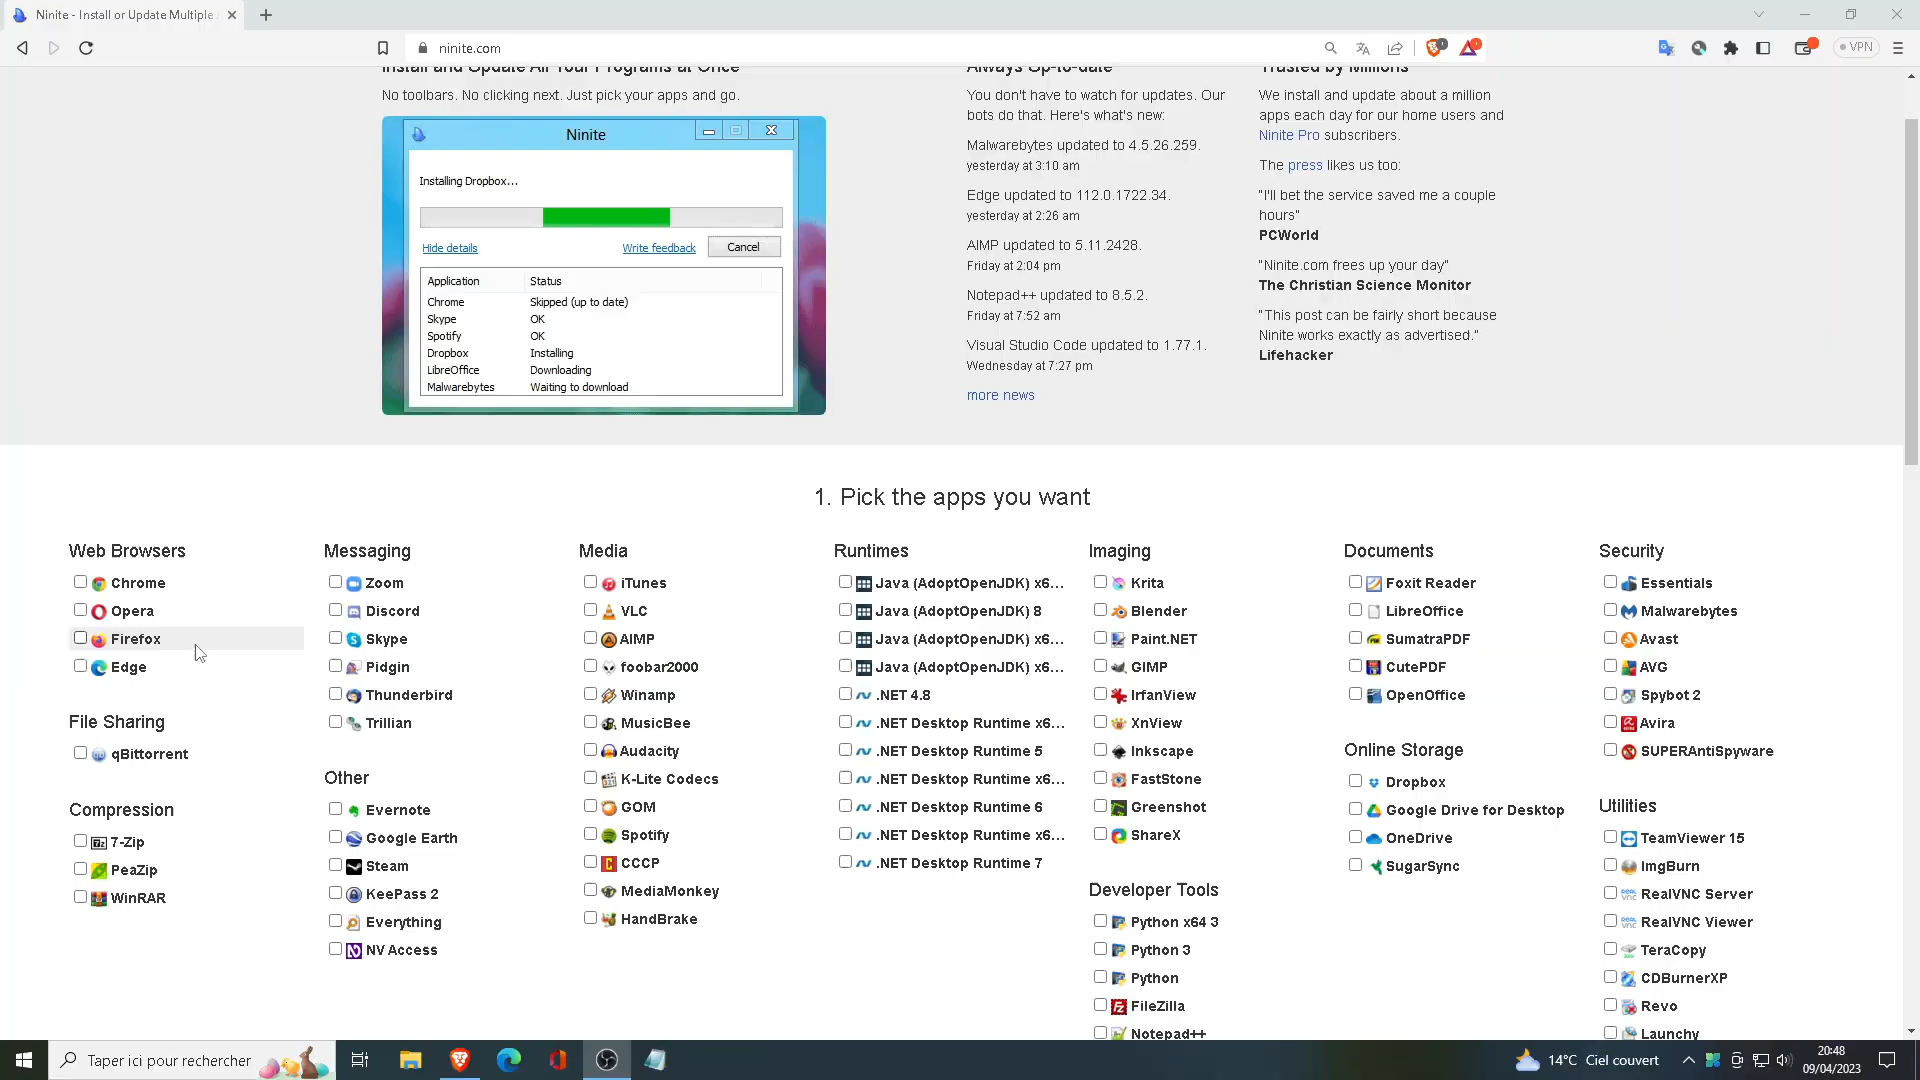 Ninite - Install or Update Multiple
ninite.com
VPN
Install and Update All Your Programs at Once
No toolbars. No clicking next. Just pick your apps and go.
Ninite
Installing Dropbox...
Hide details
Write feedback
Cancel
Application Status
Chrome Skipped (up to date)
Skype OK
Spotify OK
Dropbox Installing
LibreOffice Downloading
Malwarebytes Waiting to download
Always Up-to-date
You don't have to watch for updates. Our
bots do that. Here's what's new:
Malwarebytes updated to 4.5.26.259.
yesterday at 3:10 am
Edge updated to 112.0.1722.34.
yesterday at 2:26 am
AIMP updated to 5.11.2428.
Friday at 2:04 pm
Notepad++ updated to 8.5.2.
Friday at 7:52 am
Visual Studio Code updated to 1.77.1.
Wednesday at 7:27 pm
more news
Trusted by Millions
We install and update about a million
apps each day for our home users and
Ninite Pro subscribers.
The press likes us too:
"I'll bet the service saved me a couple
hours"
PCWorld
"Ninite.com frees up your day"
The Christian Science Monitor
"This post can be fairly short because
Ninite works exactly as advertised."
Lifehacker
1. Pick the apps you want
Web Browsers
Chrome
Opera
Firefox
Edge
File Sharing
qBittorrent
Compression
7-Zip
PeaZip
WinRAR
Messaging
Zoom
Discord
Skype
Pidgin
Thunderbird
Trillian
Other
Evernote
Google Earth
Steam
KeePass 2
Everything
NV Access
Media
iTunes
VLC
AIMP
foobar2000
Winamp
MusicBee
Audacity
K-Lite Codecs
GOM
Spotify
CCCP
MediaMonkey
HandBrake
Runtimes
Java (AdoptOpenJDK) x6...
Java (AdoptOpenJDK) 8
Java (AdoptOpenJDK) x6...
Java (AdoptOpenJDK) x6...
.NET 4.8
.NET Desktop Runtime x6...
.NET Desktop Runtime 5
.NET Desktop Runtime x6...
.NET Desktop Runtime 6
.NET Desktop Runtime x6...
.NET Desktop Runtime 7
Imaging
Krita
Blender
Paint.NET
GIMP
IrfanView
XnView
Inkscape
FastStone
Greenshot
ShareX
Developer Tools
Python x64 3
Python 3
Python
FileZilla
Notepad++
Documents
Foxit Reader
LibreOffice
SumatraPDF
CutePDF
OpenOffice
Online Storage
Dropbox
Google Drive for Desktop
OneDrive
SugarSync
Security
Essentials
Malwarebytes
Avast
AVG
Spybot 2
Avira
SUPERAntiSpyware
Utilities
TeamViewer 15
ImgBurn
RealVNC Server
RealVNC Viewer
TeraCopy
CDBurnerXP
Revo
Launchy
Taper ici pour rechercher
14°C Ciel couvert
20:48
09/04/2023